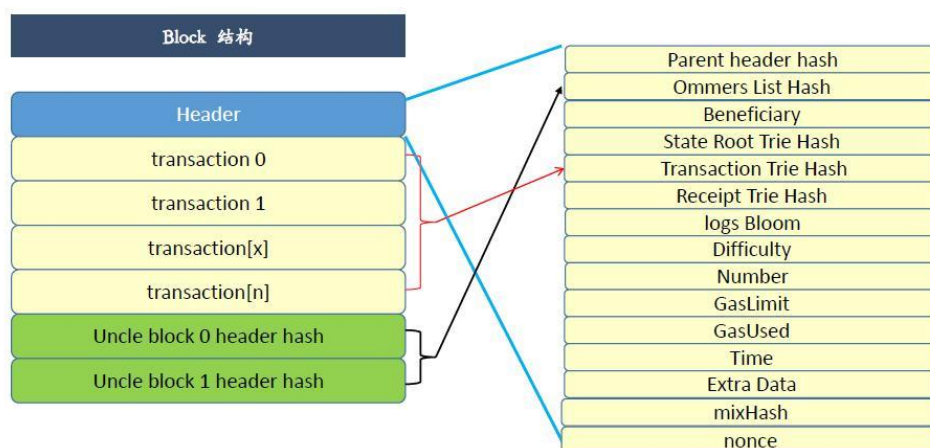 Block 结构
Header
transaction 0
transaction 1
transaction[x]
transaction[n]
Uncle block 0 header hash
Uncle block 1 header hash
Parent header hash
Ommers List Hash
Beneficiary
State Root Trie Hash
Transaction Trie Hash
Receipt Trie Hash
logs Bloom
Difficulty
Number
GasLimit
GasUsed
Time
Extra Data
mixHash
nonce